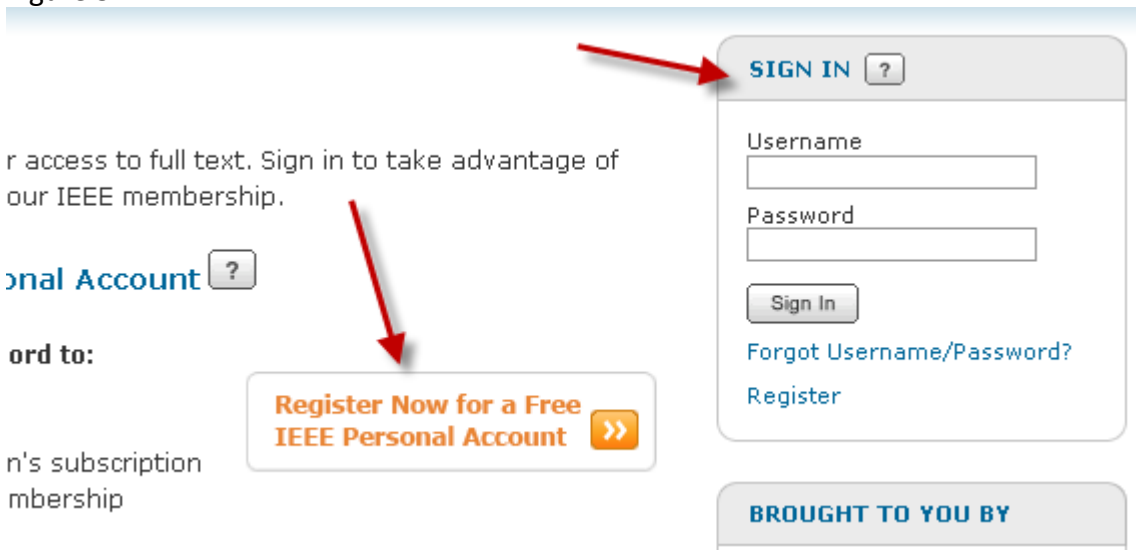 SIGN IN ?
r access to full text. Sign in to take advantage of
our IEEE membership.
onal Account ?
ord to:
Register Now for a Free
IEEE Personal Account
n's subscription
mbership
Username
Password
Sign In
Forgot Username/Password?
Register
BROUGHT TO YOU BY